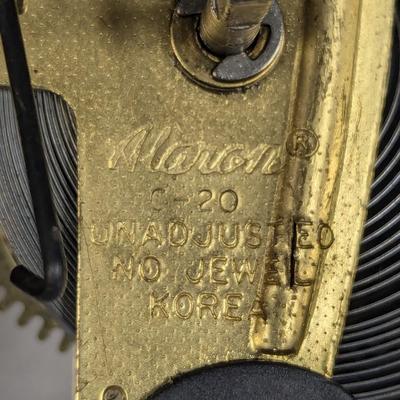 Alaron®
C-20
UNADJUSTED
NO JEWEL
KOREA
®